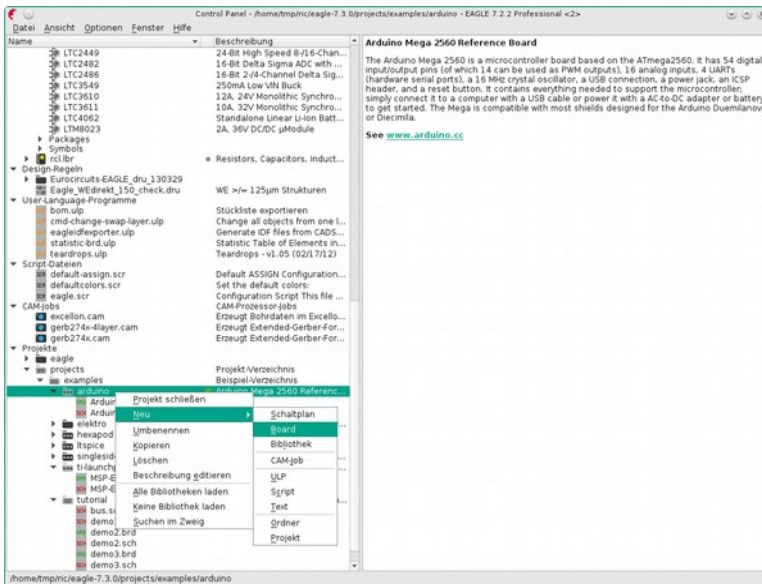 Control Panel - /home/tmp/ric/eagle-7.3.0/projects/examples/arduino - EAGLE 7.2.2 Professional <2>
Datei Ansicht Optionen Fenster Hilfe
Name Beschreibung
LTC2449 24-Bit High Speed 8-/16-Chan...
LTC2482 16-Bit Delta Sigma ADC with ...
LTC2486 16-Bit 2-/4-Channel Delta Sig...
LTC3549 250mA Low VIN Buck
LTC3610 12A, 24V Monolithic Synchro...
LTC3611 10A, 32V Monolithic Synchro...
LTC4062 Standalone Linear Li-Ion Batt...
LTM8023 2A, 36V DC/DC µModule
Packages
Symbols
rcl.lbr Resistors, Capacitors, Induct...
Design-Regeln
Eurocircuits-EAGLE_dru_130329
Eagle_WEdirekt_150_check.dru WE >/= 125µm Strukturen
User-Language-Programme
bom.ulp Stückliste exportieren
cmd-change-swap-layer.ulp Change all objects from one l...
eagleidfexporter.ulp Generate IDF files from CADS...
statistic-brd.ulp Statistic Table of Elements in...
teardrops.ulp Teardrops - v1.05 (02/17/12)
Script-Dateien
default-assign.scr Default ASSIGN Configuration...
defaultcolors.scr Set the default colors:
eagle.scr Configuration Script This file ...
CAM-Jobs CAM-Prozessor-Jobs
excellon.cam Erzeugt Bohrdaten im Excello...
gerb274x-4layer.cam Erzeugt Extended-Gerber-For...
gerb274x.cam Erzeugt Extended-Gerber-For...
Projekte
eagle
projects Projekt-Verzeichnis
examples Beispiel-Verzeichnis
arduino Arduino Mega 2560 Referenc...
Arduin
Arduin
elektro
hexapod
ltspice
singlesid
ti-launchp
MSP-E
MSP-E
tutorial
bus.s
demo
demo2.brd
demo2.sch
demo3.brd
demo3.sch
Projekt schließen
Neu
Umbenennen
Kopieren
Löschen
Beschreibung editieren
Alle Bibliotheken laden
Keine Bibliothek laden
Suchen im Zweig
Schaltplan
Board
Bibliothek
CAM-Job
ULP
Script
Text
Ordner
Projekt
Arduino Mega 2560 Reference Board
The Arduino Mega 2560 is a microcontroller board based on the ATmega2560. It has 54 digital
input/output pins (of which 14 can be used as PWM outputs), 16 analog inputs, 4 UARTs
(hardware serial ports), a 16 MHz crystal oscillator, a USB connection, a power jack, an ICSP
header, and a reset button. It contains everything needed to support the microcontroller;
simply connect it to a computer with a USB cable or power it with a AC-to-DC adapter or battery
to get started. The Mega is compatible with most shields designed for the Arduino Duemilanov
or Diecimila.
See www.arduino.cc
/home/tmp/ric/eagle-7.3.0/projects/examples/arduino